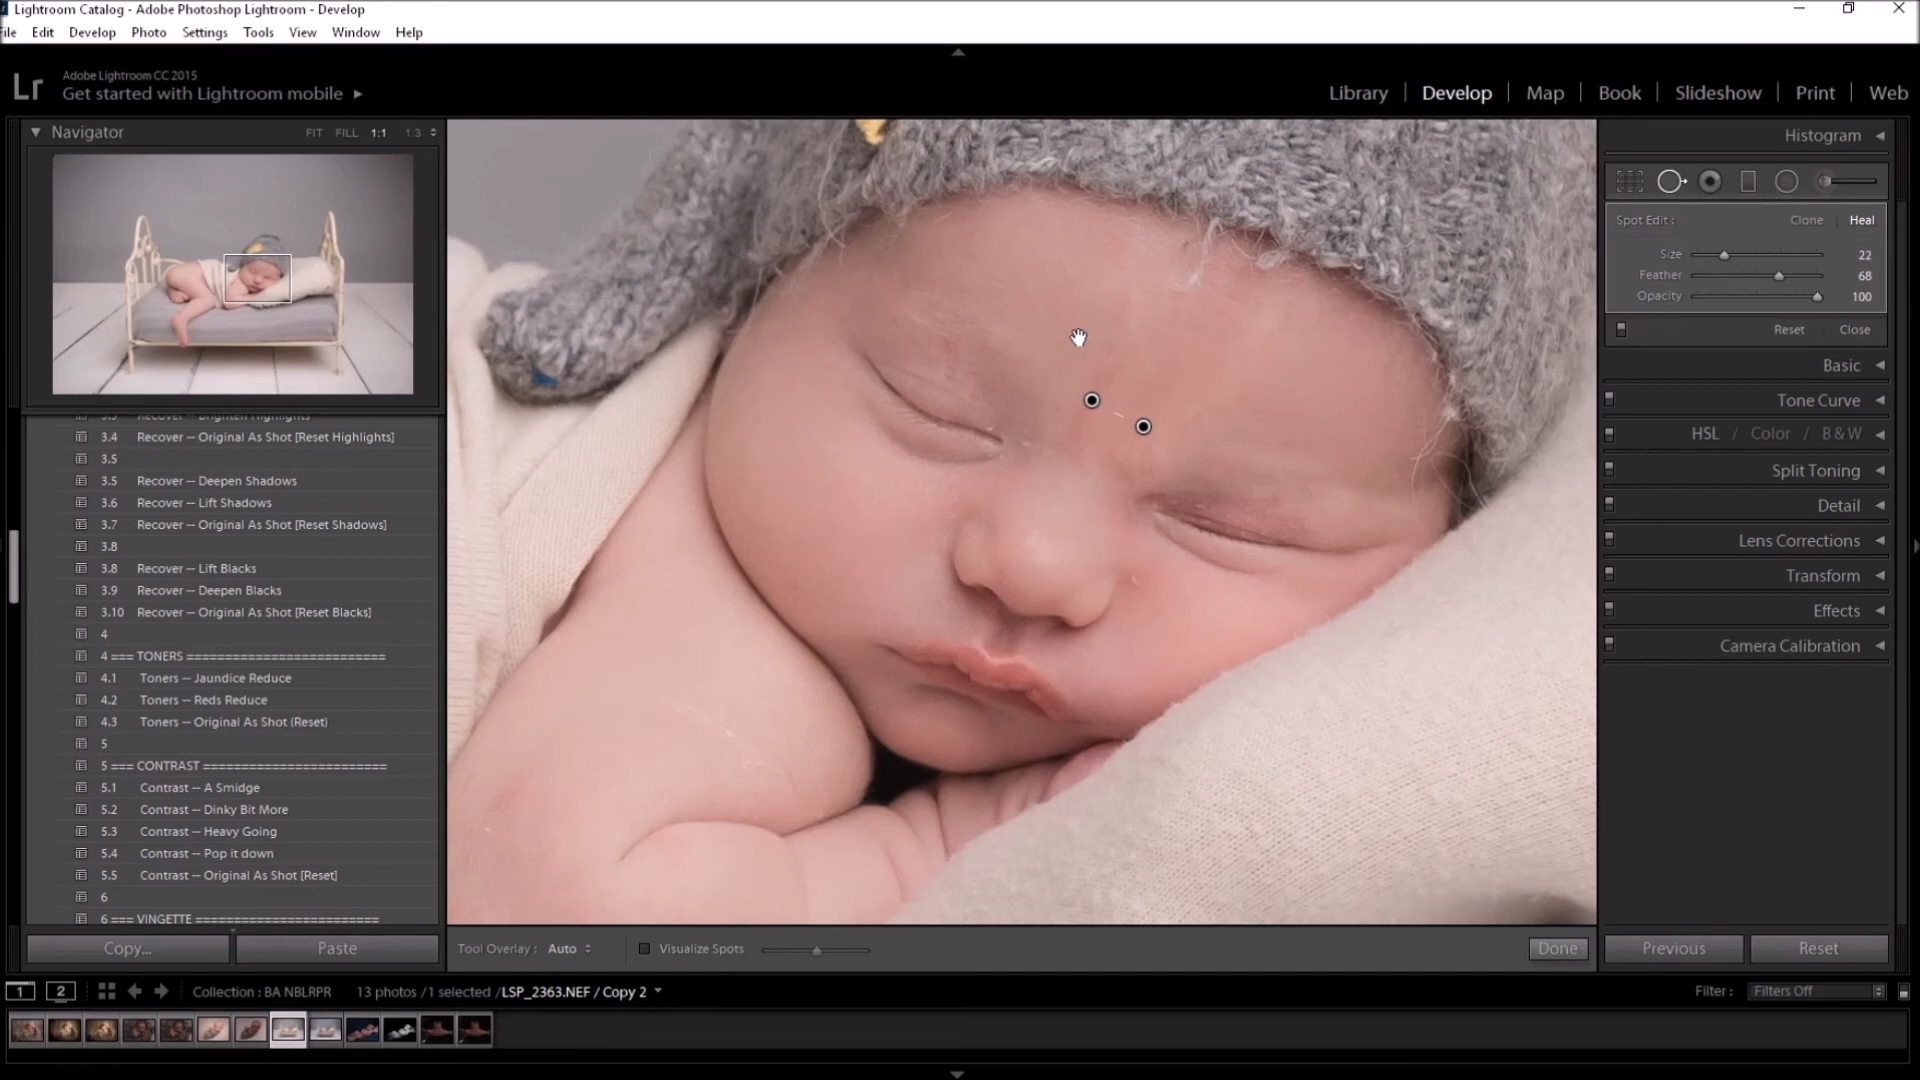 Lightroom Catalog - Adobe Photoshop Lightroom - Develop
File Edit Develop Photo Settings Tools View Window Help
Lr
Adobe Lightroom CC 2015
Get started with Lightroom mobile
Library Develop Map Book Slideshow Print Web
Navigator FIT FILL 1:1 1:3
3.3 Recover -- Brighten Highlights
3.4 Recover -- Original As Shot [Reset Highlights]
3.5
3.5 Recover -- Deepen Shadows
3.6 Recover -- Lift Shadows
3.7 Recover -- Original As Shot [Reset Shadows]
3.8
3.8 Recover -- Lift Blacks
3.9 Recover -- Deepen Blacks
3.10 Recover -- Original As Shot [Reset Blacks]
4
4 === TONERS =========================
4.1 Toners -- Jaundice Reduce
4.2 Toners -- Reds Reduce
4.3 Toners -- Original As Shot (Reset)
5
5 === CONTRAST =======================
5.1 Contrast -- A Smidge
5.2 Contrast -- Dinky Bit More
5.3 Contrast -- Heavy Going
5.4 Contrast -- Pop it down
5.5 Contrast -- Original As Shot [Reset]
6
6 === VINGETTE =======================
Copy... Paste
Tool Overlay : Auto Visualize Spots Done
Histogram
Spot Edit : Clone Heal
Size 22
Feather 68
Opacity 100
Reset Close
Basic
Tone Curve
HSL / Color / B & W
Split Toning
Detail
Lens Corrections
Transform
Effects
Camera Calibration
Previous Reset
1 2 Collection : BA NBLRPR 13 photos / 1 selected / LSP_2363.NEF / Copy 2 Filter : Filters Off